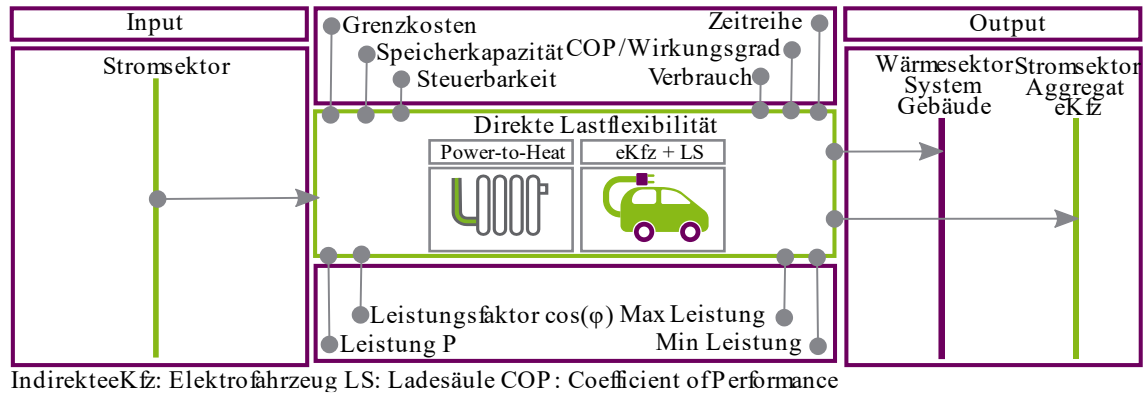 Input
Grenzkosten
Zeitreihe
Output
Speicherkapazität
COP/Wirkungsgrad
Steuerbarkeit
Verbrauch
Stromsektor
Wärmesektor
System
Gebäude
Stromsektor
Aggregat
eKfz
Direkte Lastflexibilität
Power-to-Heat
eKfz + LS
Leistungsfaktor cos(φ)
Max Leistung
Leistung P
Min Leistung
IndirekteeKfz: Elektrofahrzeug LS: Ladesäule COP: Coefficient of Performance